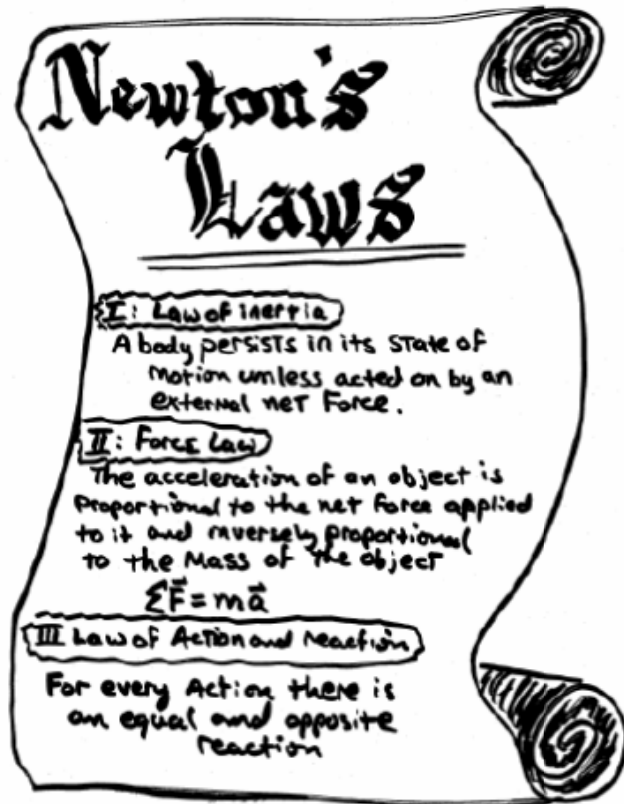 Newton's
Laws
I: Law of inertia
A body persists in its state of
motion unless acted on by an
external net force.
II: Force Law
The acceleration of an object is
proportional to the net force applied
to it and inversely proportional
to the mass of the object
ΣF⃗ = ma⃗
III Law of Action and reaction
For every Action there is
an equal and opposite
reaction